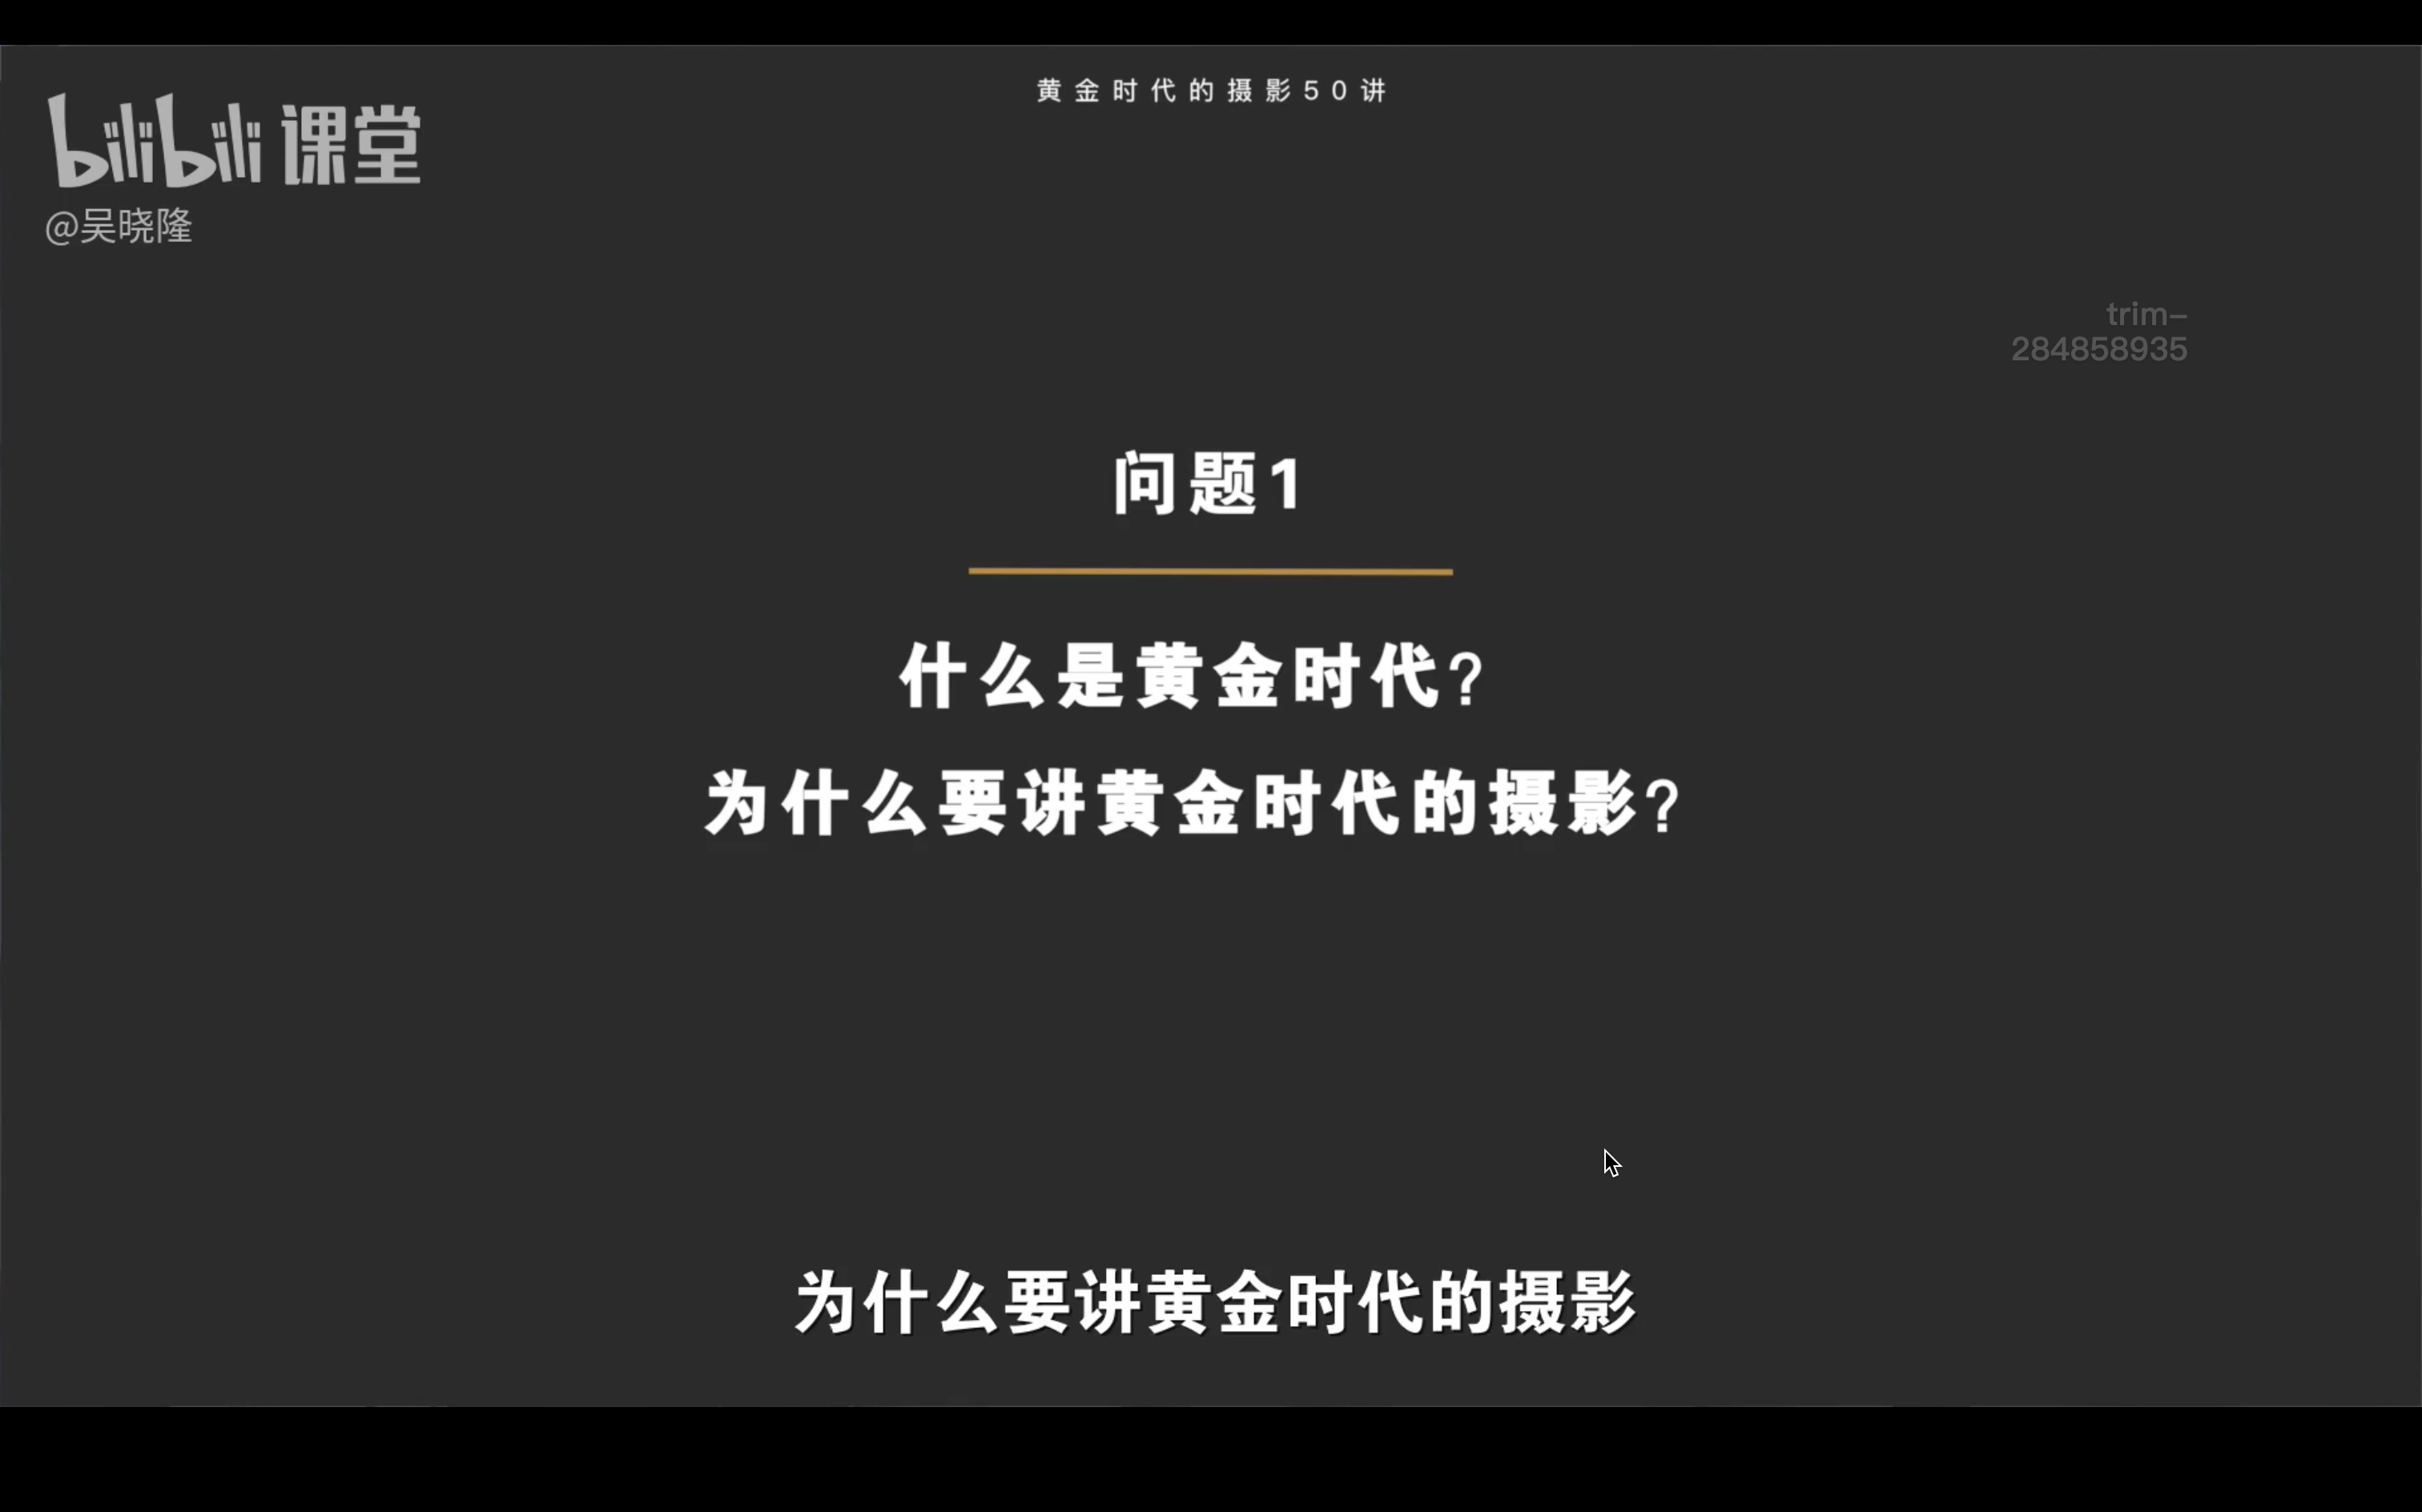 黄金时代的摄影50讲
bilibili 课堂
@吴晓隆
trim-
284858935
问题1
什么是黄金时代？
为什么要讲黄金时代的摄影？
为什么要讲黄金时代的摄影